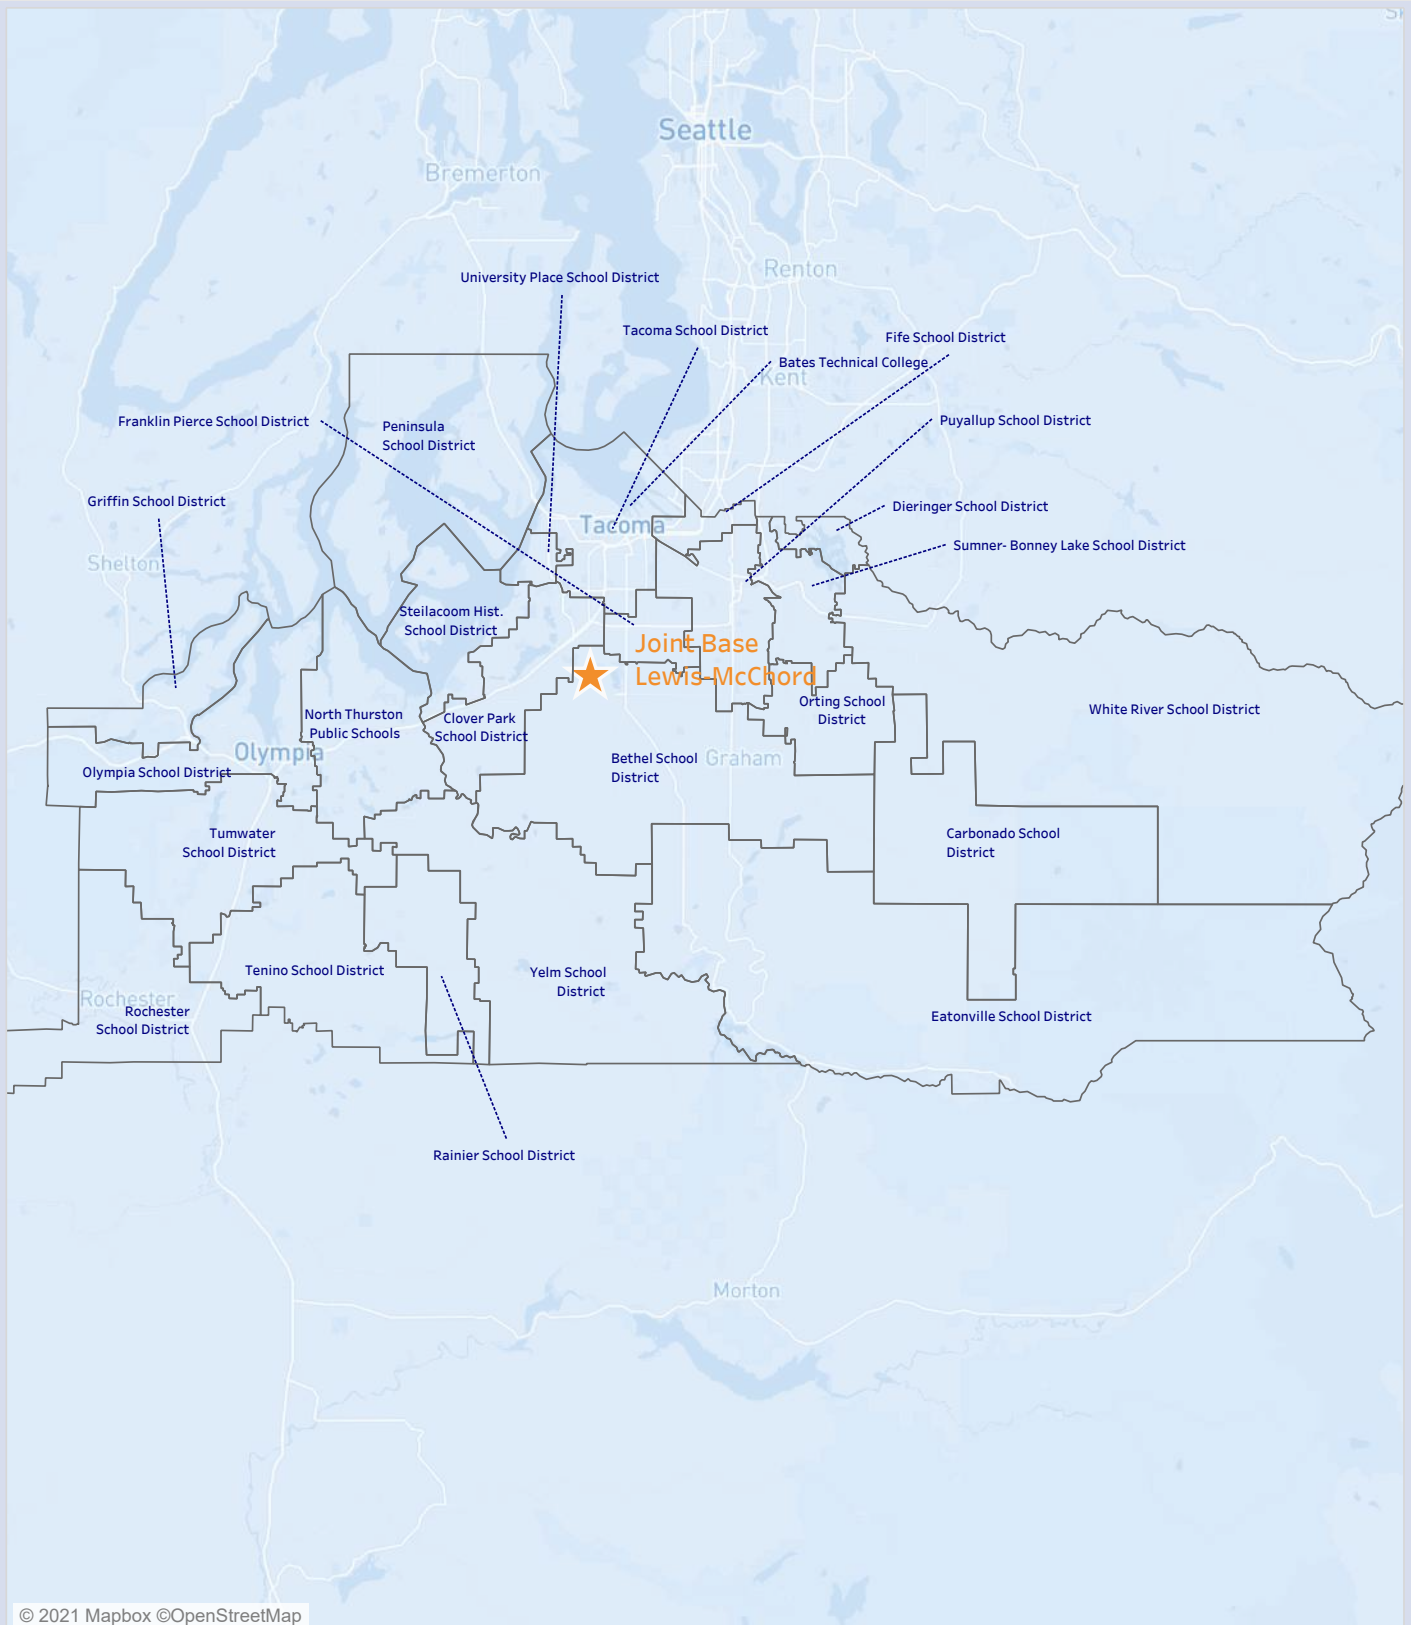 Seattle
Bremerton
Renton
University Place School District
Tacoma School District
Fife School District
Bates Technical College
Kent
Franklin Pierce School District
Peninsula
School District
Puyallup School District
Griffin School District
Dieringer School District
Tacoma
Sumner- Bonney Lake School District
Shelton
Steilacoom Hist.
School District
Joint Base
Lewis-McChord
Orting School
District
White River School District
North Thurston
Public Schools
Clover Park
School District
Olympia
Bethel School
District
Graham
Olympia School District
Tumwater
School District
Carbonado School
District
Tenino School District
Yelm School
District
Rochester
Rochester
School District
Eatonville School District
Rainier School District
Morton
© 2021 Mapbox ©OpenStreetMap